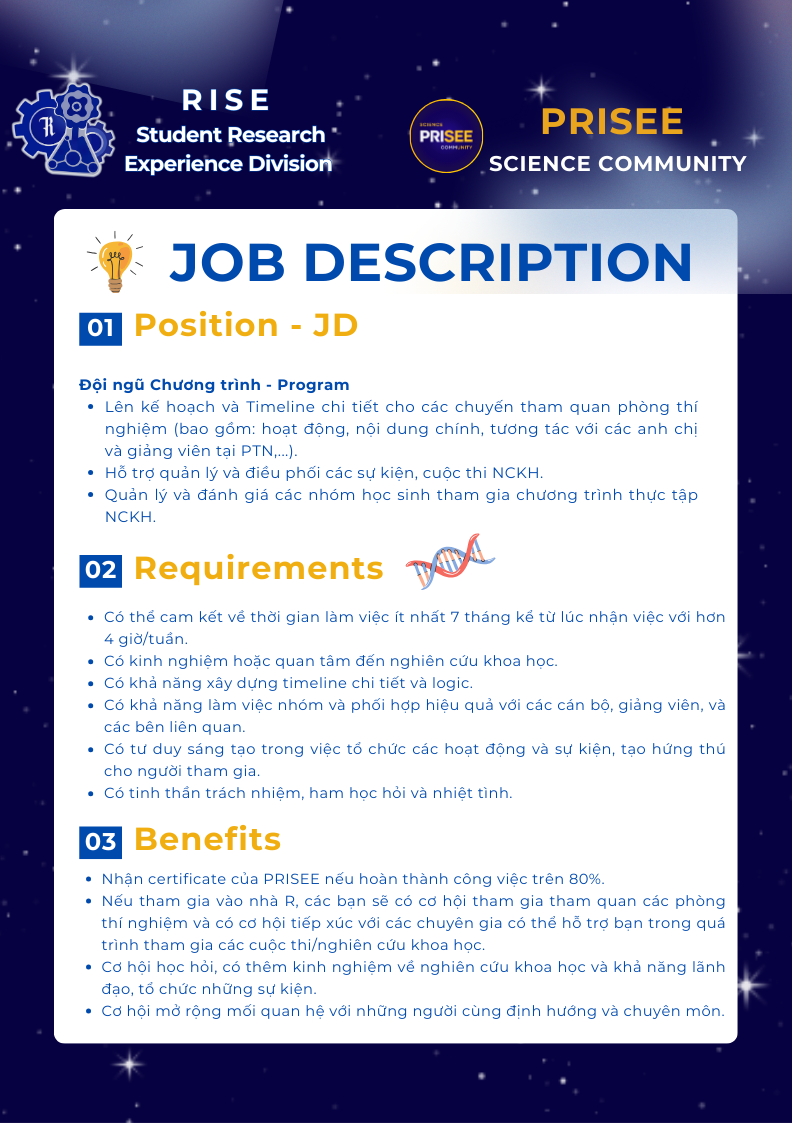 RISE
Student Research
Experience Division
SCIENCE
PRISEE
COMMUNITY
PRISEE
SCIENCE COMMUNITY
JOB DESCRIPTION
01 Position - JD
Đội ngũ Chương trình - Program
• Lên kế hoạch và Timeline chi tiết cho các chuyến tham quan phòng thí
nghiệm (bao gồm: hoạt động, nội dung chính, tương tác với các anh chị
và giảng viên tại PTN,...).
• Hỗ trợ quản lý và điều phối các sự kiện, cuộc thi NCKH.
• Quản lý và đánh giá các nhóm học sinh tham gia chương trình thực tập
NCKH.
02 Requirements
• Có thể cam kết về thời gian làm việc ít nhất 7 tháng kể từ lúc nhận việc với hơn
4 giờ/tuần.
• Có kinh nghiệm hoặc quan tâm đến nghiên cứu khoa học.
• Có khả năng xây dựng timeline chi tiết và logic.
• Có khả năng làm việc nhóm và phối hợp hiệu quả với các cán bộ, giảng viên, và
các bên liên quan.
• Có tư duy sáng tạo trong việc tổ chức các hoạt động và sự kiện, tạo hứng thú
cho người tham gia.
• Có tinh thần trách nhiệm, ham học hỏi và nhiệt tình.
03 Benefits
• Nhận certificate của PRISEE nếu hoàn thành công việc trên 80%.
• Nếu tham gia vào nhà R, các bạn sẽ có cơ hội tham gia tham quan các phòng
thí nghiệm và có cơ hội tiếp xúc với các chuyên gia có thể hỗ trợ bạn trong quá
trình tham gia các cuộc thi/nghiên cứu khoa học.
• Cơ hội học hỏi, có thêm kinh nghiệm về nghiên cứu khoa học và khả năng lãnh
đạo, tổ chức những sự kiện.
• Cơ hội mở rộng mối quan hệ với những người cùng định hướng và chuyên môn.